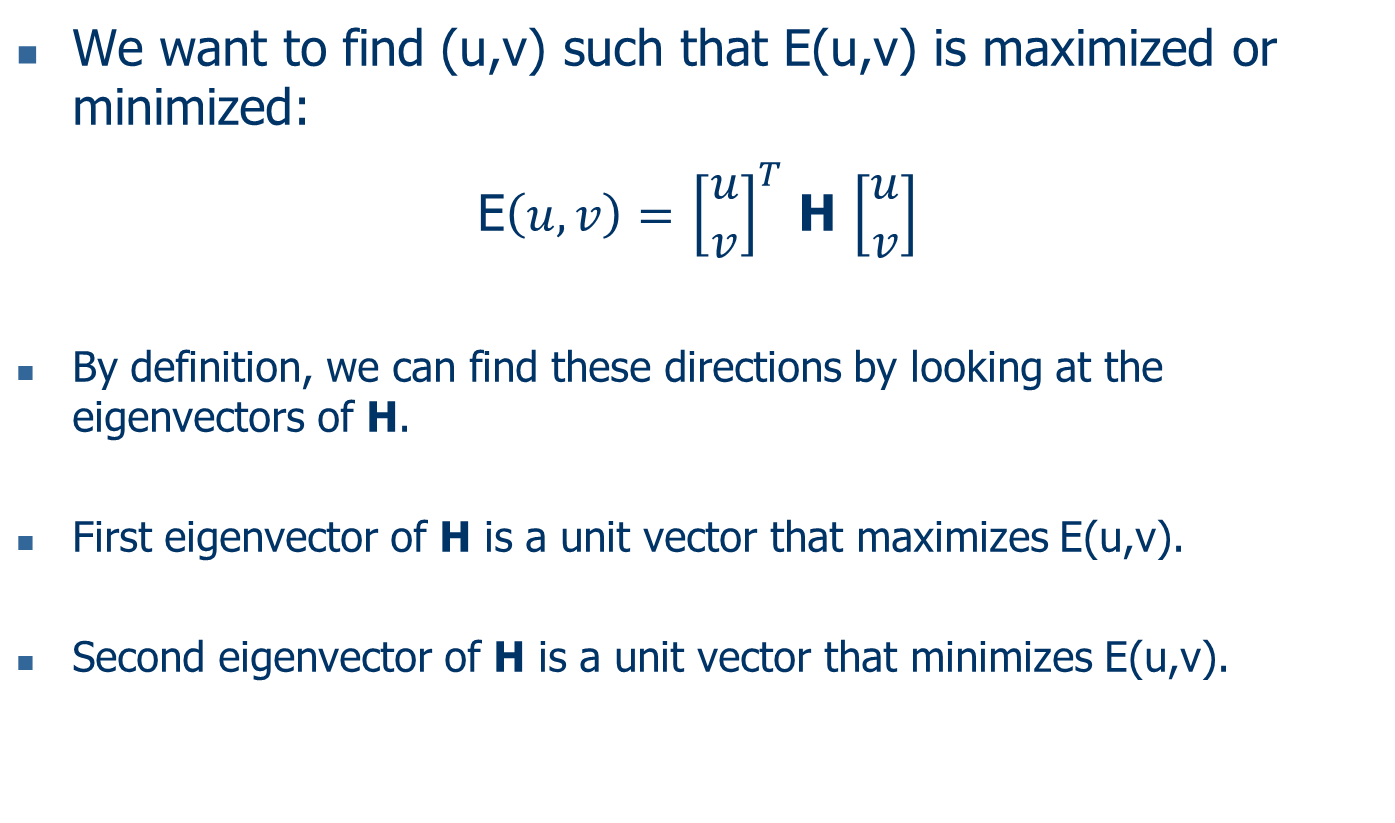 ▪ We want to find (u,v) such that E(u,v) is maximized or
minimized:
E(𝑢, 𝑣) = [𝑢 𝑣]ᵀ H [𝑢 𝑣]
▪ By definition, we can find these directions by looking at the
eigenvectors of H.
▪ First eigenvector of H is a unit vector that maximizes E(u,v).
▪ Second eigenvector of H is a unit vector that minimizes E(u,v).